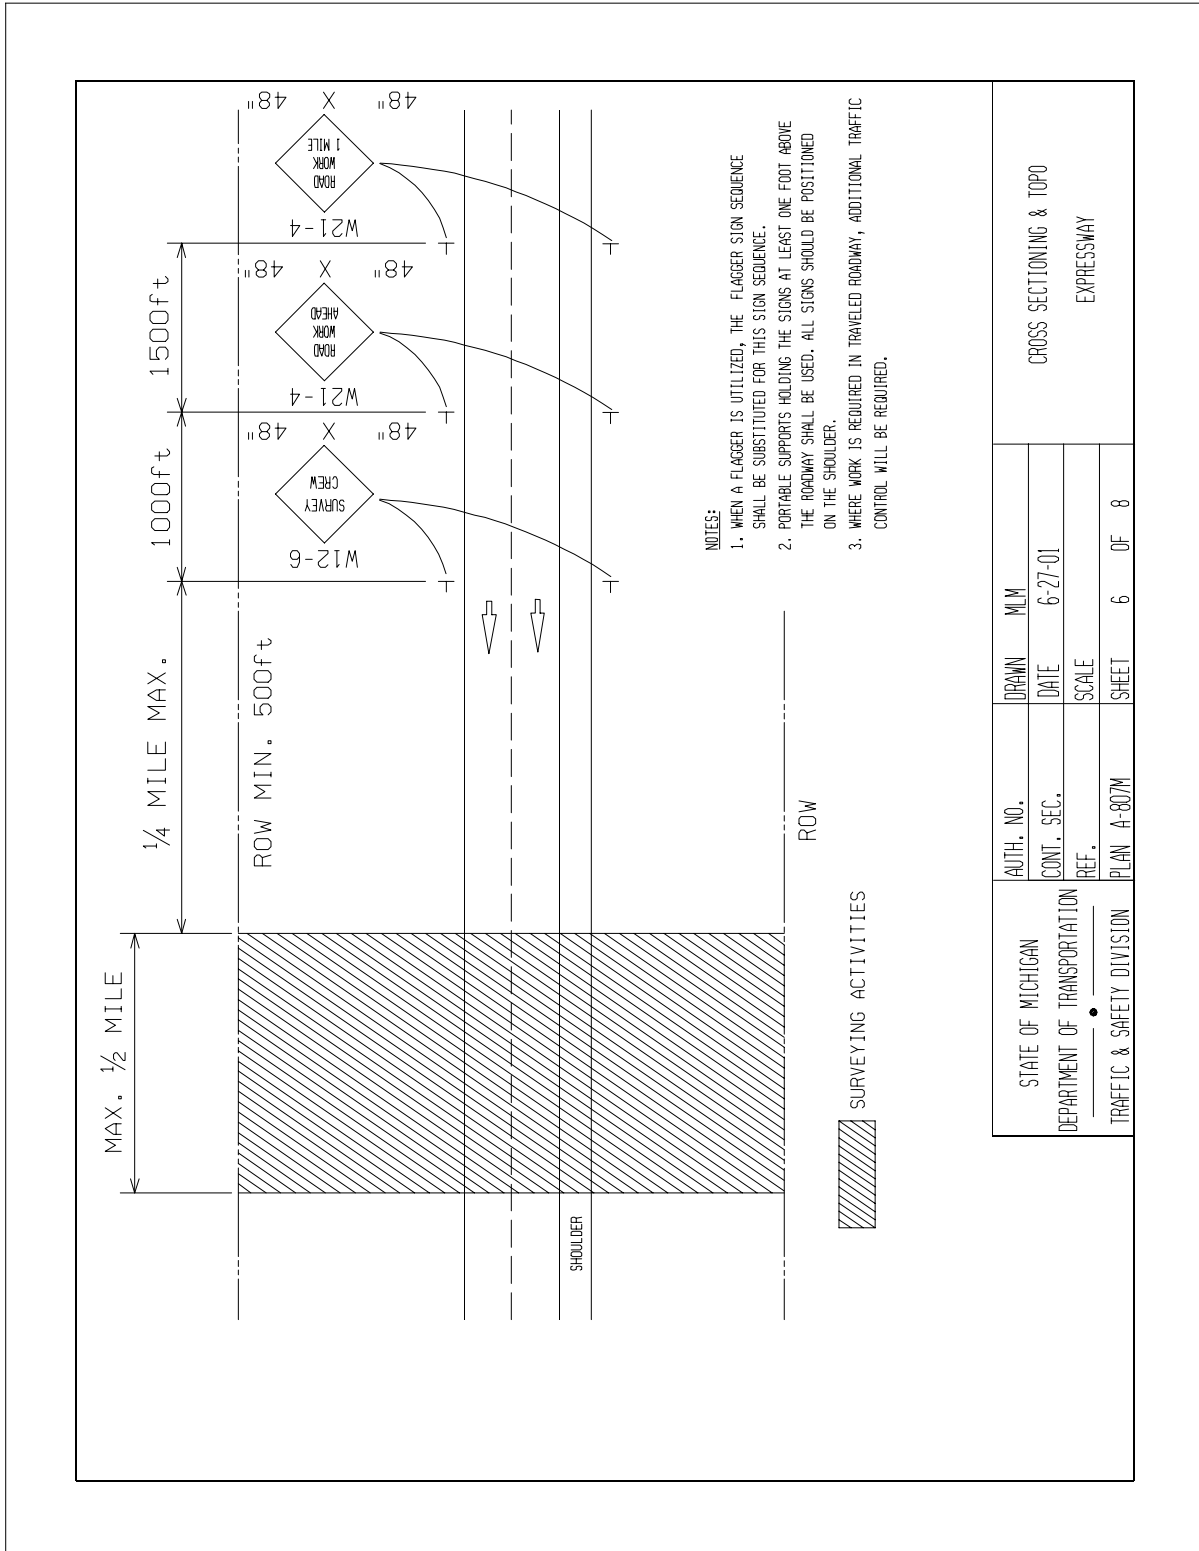 MAX. 1/2 MILE
1/4 MILE MAX.
1000ft
1500ft
ROW MIN. 500ft
W12-6
SURVEY
CREW
48" X 48"
W21-4
ROAD
WORK
AHEAD
48" X 48"
W21-4
ROAD
WORK
1 MILE
48" X 48"
SHOULDER
ROW
SURVEYING ACTIVITIES
NOTES:
1. WHEN A FLAGGER IS UTILIZED, THE FLAGGER SIGN SEQUENCE
SHALL BE SUBSTITUTED FOR THIS SIGN SEQUENCE.
2. PORTABLE SUPPORTS HOLDING THE SIGNS AT LEAST ONE FOOT ABOVE
THE ROADWAY SHALL BE USED. ALL SIGNS SHOULD BE POSITIONED
ON THE SHOULDER.
3. WHERE WORK IS REQUIRED IN TRAVELED ROADWAY, ADDITIONAL TRAFFIC
CONTROL WILL BE REQUIRED.
STATE OF MICHIGAN
DEPARTMENT OF TRANSPORTATION
TRAFFIC & SAFETY DIVISION
AUTH. NO.
CONT. SEC.
REF.
PLAN A-807M
DRAWN MLM
DATE 6-27-01
SCALE
SHEET 6 OF 8
CROSS SECTIONING & TOPO
EXPRESSWAY